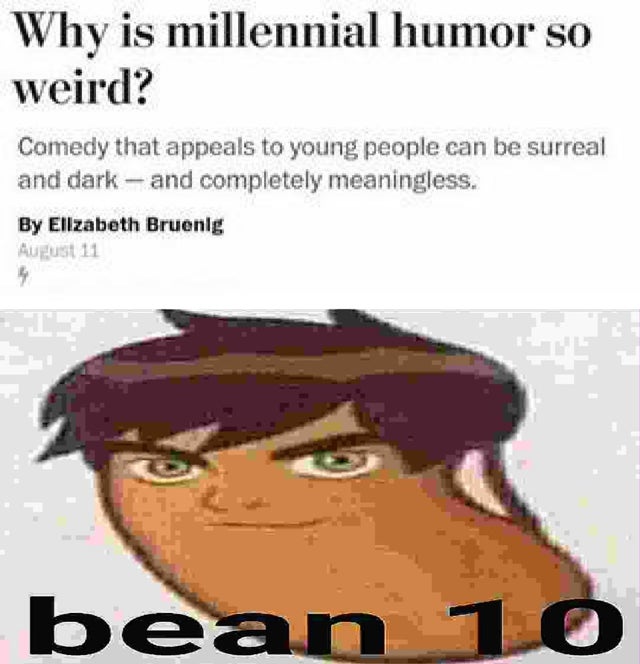 Why is millennial humor so
weird?
Comedy that appeals to young people can be surreal
and dark — and completely meaningless.
By Elizabeth Bruenig
August 11
bean 10